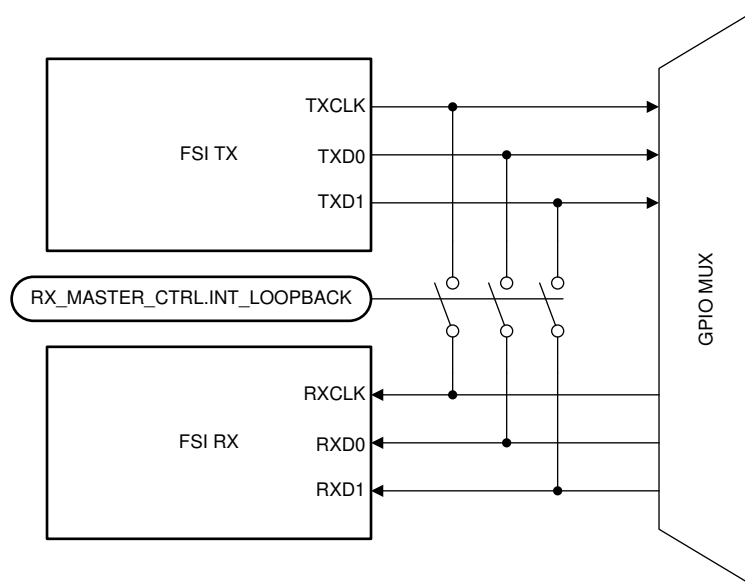 TXCLK
FSI TX
TXD0
TXD1
RX_MASTER_CTRL.INT_LOOPBACK
GPIO MUX
RXCLK
FSI RX
RXD0
RXD1